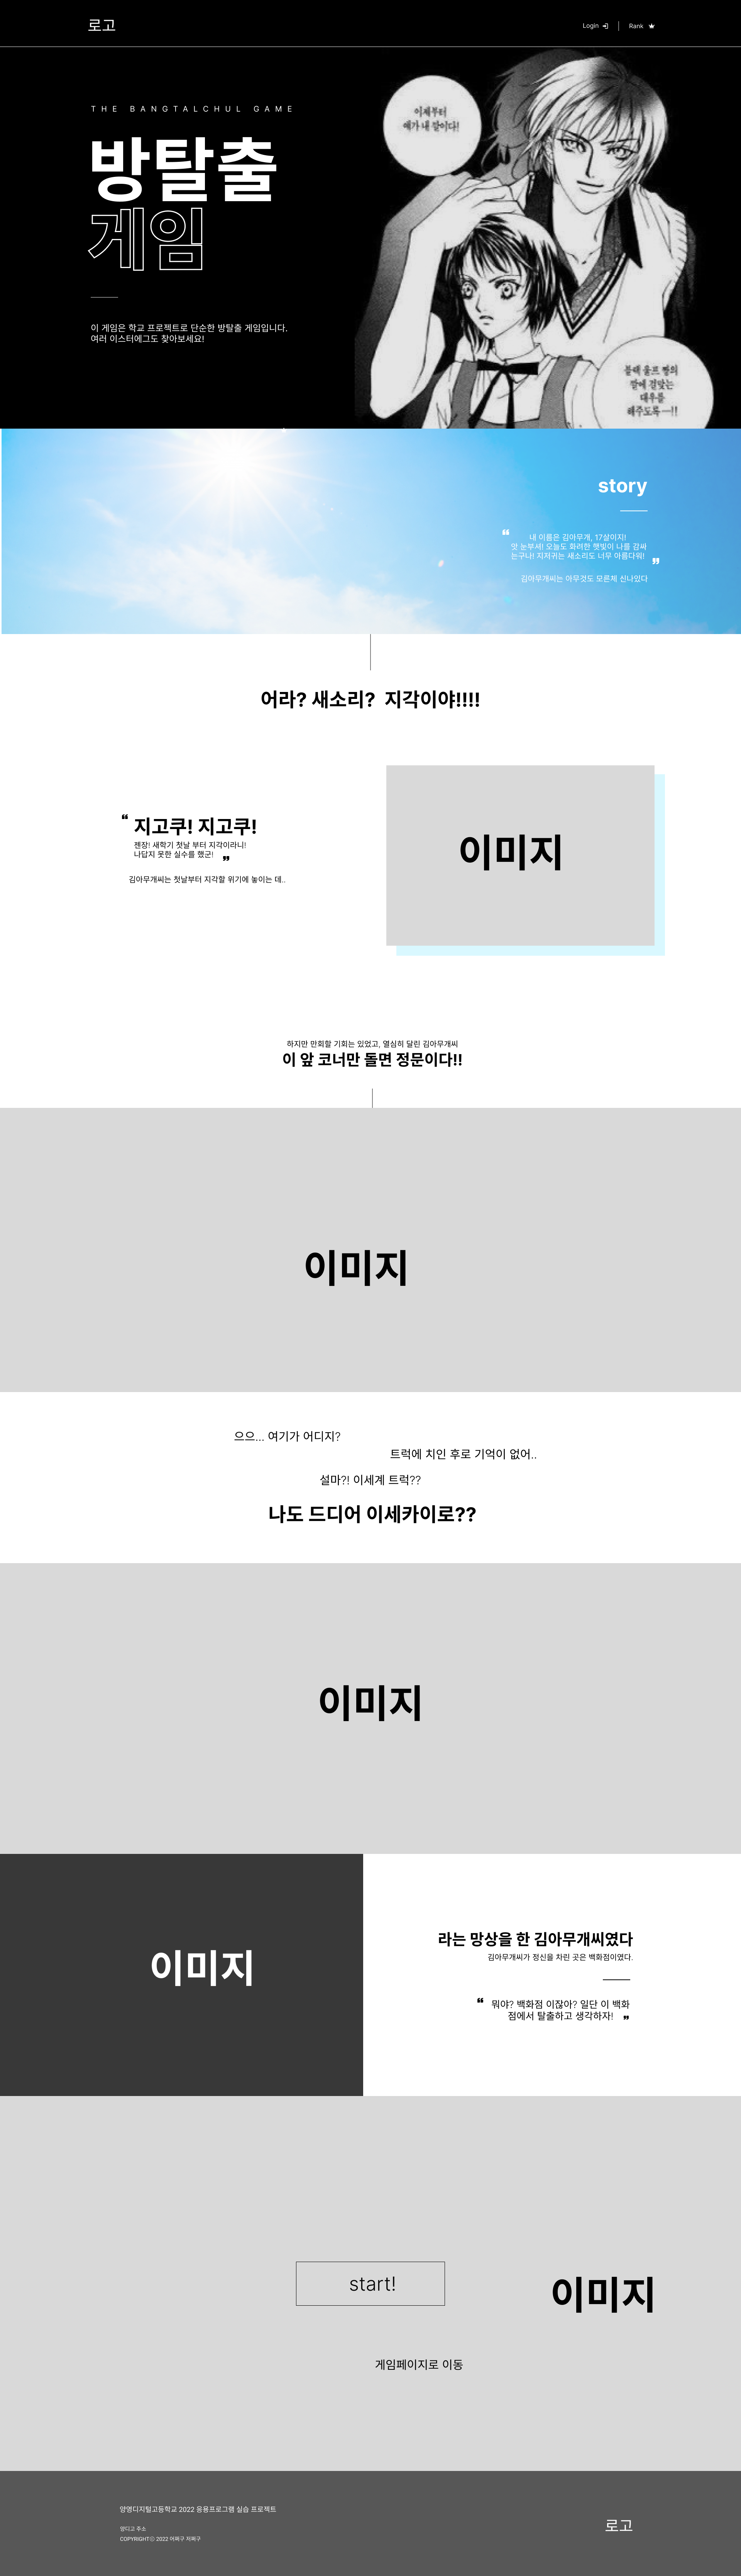 로고
Login
Rank
THE BANGTALCHUL GAME
이제부터
얘가 내 짱이다!
방탈출
게임
이 게임은 학교 프로젝트로 단순한 방탈출 게임입니다.
여러 이스터에그도 찾아보세요!
블랙 울프 짱의
짝에 걸맞는
대우를
해주도록—!!
story
❝ 내 이름은 김아무개, 17살이지!
앗 눈부셔! 오늘도 화려한 햇빛이 나를 감싸
는구나! 지저귀는 새소리도 너무 아름다워! ❞
김아무개씨는 아무것도 모른체 신나있다
어라? 새소리? 지각이야!!!!
❝ 지고쿠! 지고쿠!
젠장! 새학기 첫날 부터 지각이라니!
나답지 못한 실수를 했군! ❞
김아무개씨는 첫날부터 지각할 위기에 놓이는 데..
이미지
하지만 만회할 기회는 있었고, 열심히 달린 김아무개씨
이 앞 코너만 돌면 정문이다!!
이미지
으으... 여기가 어디지?
트럭에 치인 후로 기억이 없어..
설마?! 이세계 트럭??
나도 드디어 이세카이로??
이미지
이미지
라는 망상을 한 김아무개씨였다
김아무개씨가 정신을 차린 곳은 백화점이였다.
❝ 뭐야? 백화점 이잖아? 일단 이 백화
점에서 탈출하고 생각하자! ❞
start!
이미지
게임페이지로 이동
양영디지털고등학교 2022 응용프로그램 실습 프로젝트
양디고 주소
COPYRIGHTⓒ 2022 어쩌구 저쩌구
로고